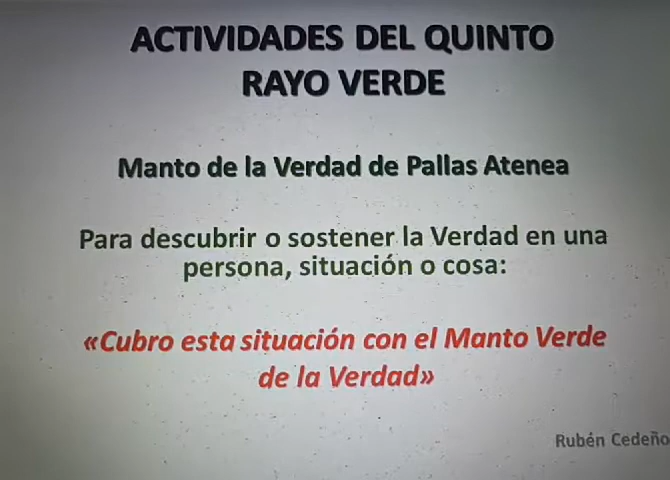 ACTIVIDADES DEL QUINTO
RAYO VERDE
Manto de la Verdad de Pallas Atenea
Para descubrir o sostener la Verdad en una
persona, situación o cosa:
«Cubro esta situación con el Manto Verde
de la Verdad»
Rubén Cedeño